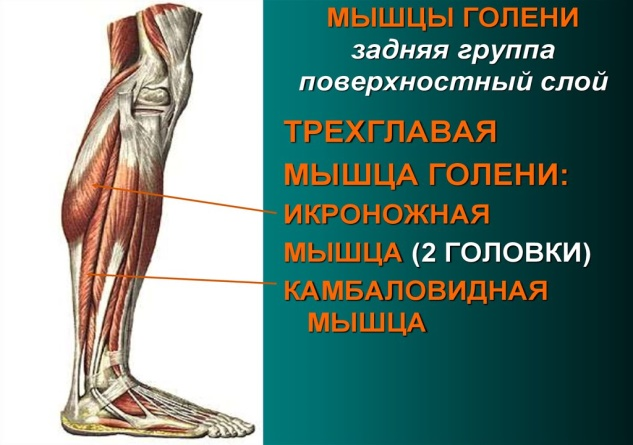 МЫШЦЫ ГОЛЕНИ
задняя группа
поверхностный слой
ТРЕХГЛАВАЯ
МЫШЦА ГОЛЕНИ:
ИКРОНОЖНАЯ
МЫШЦА (2 ГОЛОВКИ)
КАМБАЛОВИДНАЯ
МЫШЦА